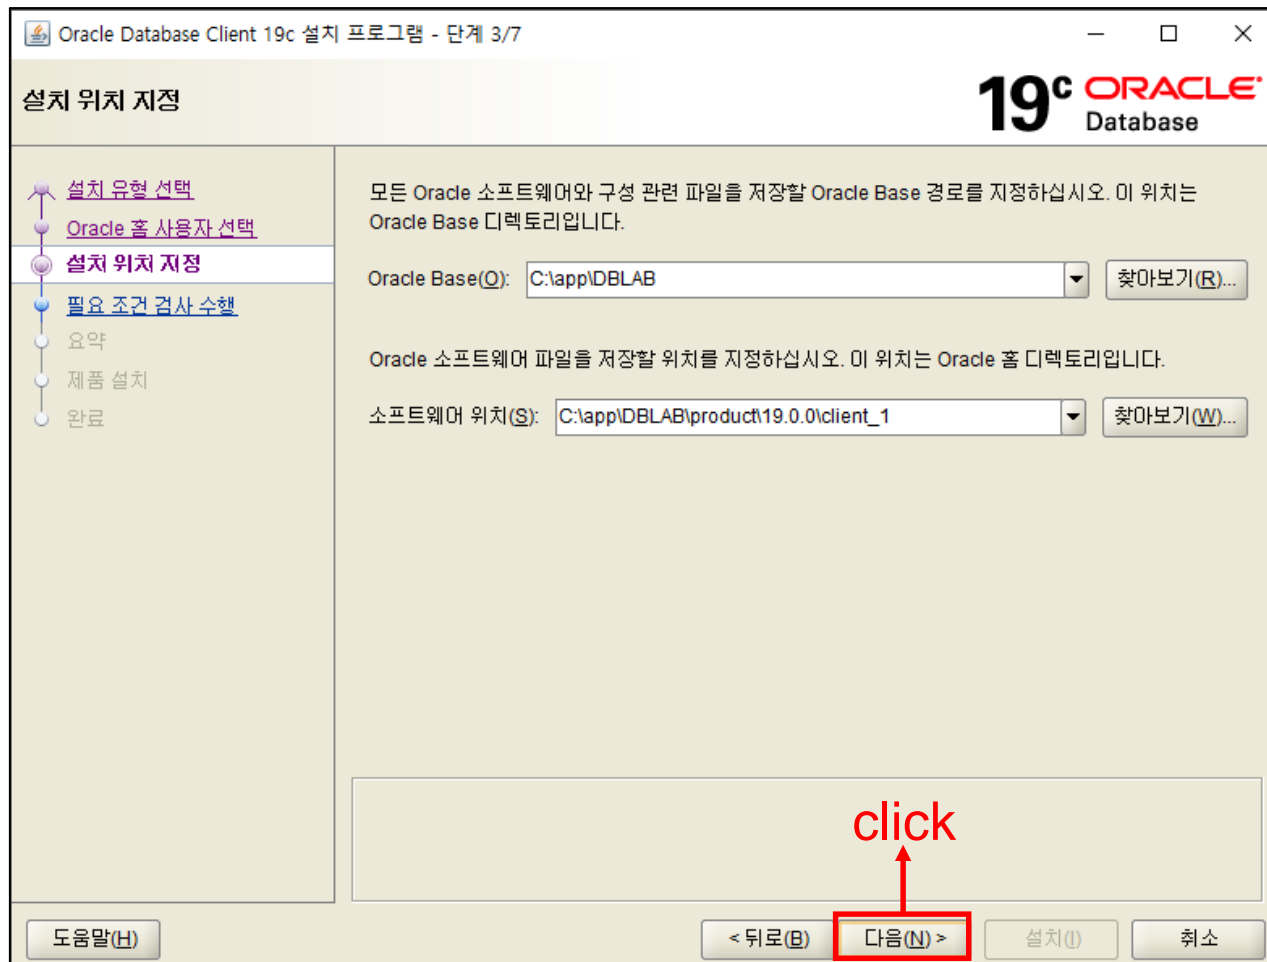 Oracle Database Client 19c 설치 프로그램 - 단계 3/7
설치 위치 지정
19c ORACLE
Database
설치 유형 선택
Oracle 홈 사용자 선택
설치 위치 지정
필요 조건 검사 수행
요약
제품 설치
완료
모든 Oracle 소프트웨어와 구성 관련 파일을 저장할 Oracle Base 경로를 지정하십시오. 이 위치는
Oracle Base 디렉토리입니다.
Oracle Base(O): C:\app\DBLAB 찾아보기(R)...
Oracle 소프트웨어 파일을 저장할 위치를 지정하십시오. 이 위치는 Oracle 홈 디렉토리입니다.
소프트웨어 위치(S): C:\app\DBLAB\product\19.0.0\client_1 찾아보기(W)...
click
도움말(H) < 뒤로(B) 다음(N) > 설치(I) 취소